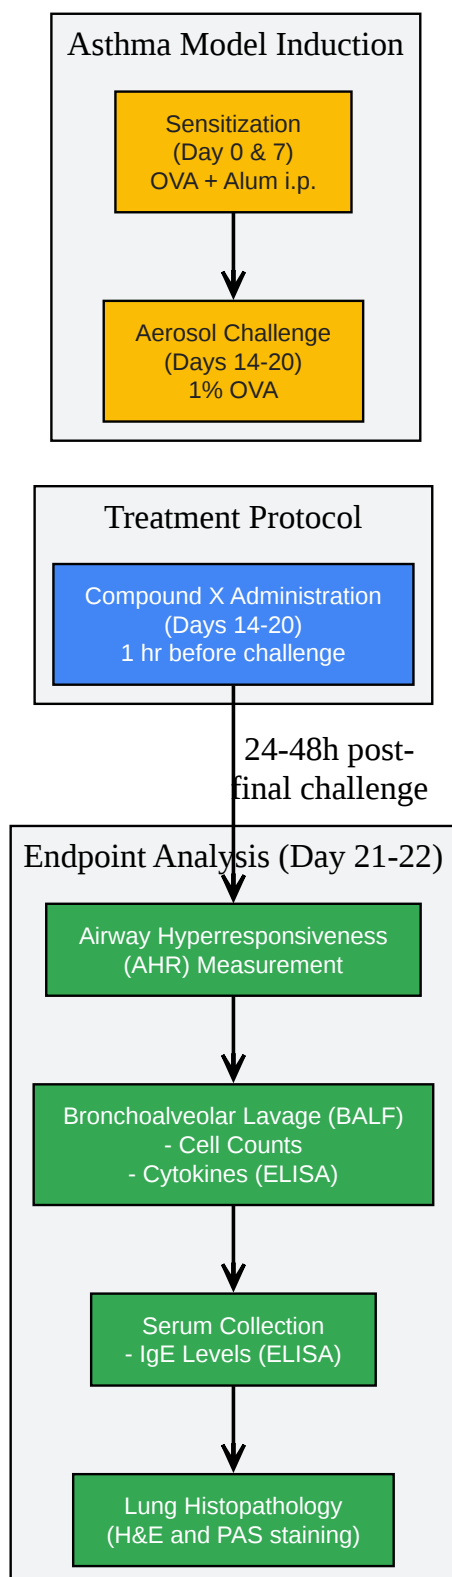 Asthma Model Induction
Sensitization
(Day 0 & 7)
OVA + Alum i.p.
Aerosol Challenge
(Days 14-20)
1% OVA
Treatment Protocol
Compound X Administration
(Days 14-20)
1 hr before challenge
24-48h post-
final challenge
Endpoint Analysis (Day 21-22)
Airway Hyperresponsiveness
(AHR) Measurement
Bronchoalveolar Lavage (BALF)
- Cell Counts
- Cytokines (ELISA)
Serum Collection
- IgE Levels (ELISA)
Lung Histopathology
(H&E and PAS staining)